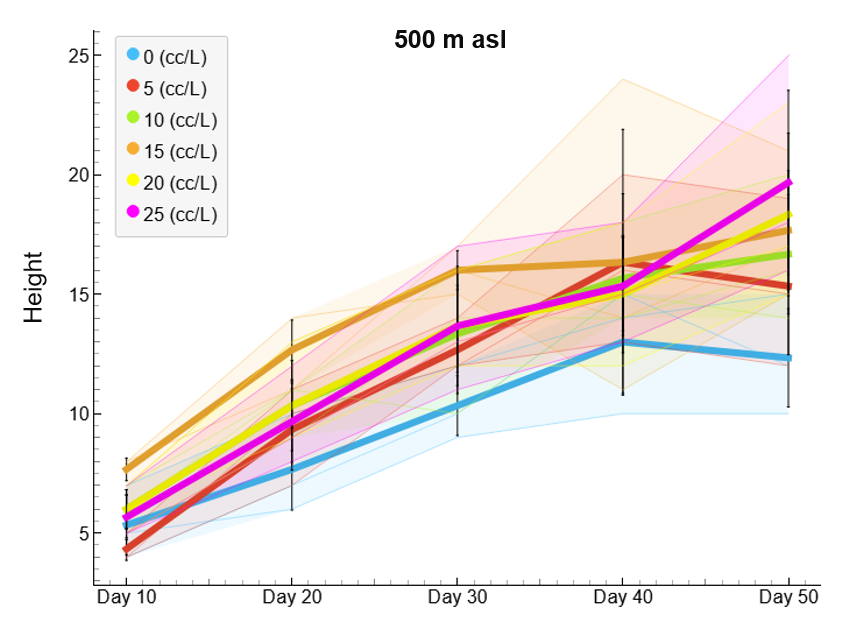 500 m asl
25
0 (cc/L)
5 (cc/L)
10 (cc/L)
15 (cc/L)
20 (cc/L)
25 (cc/L)
20
15
10
5
Height
Day 10
Day 20
Day 30
Day 40
Day 50